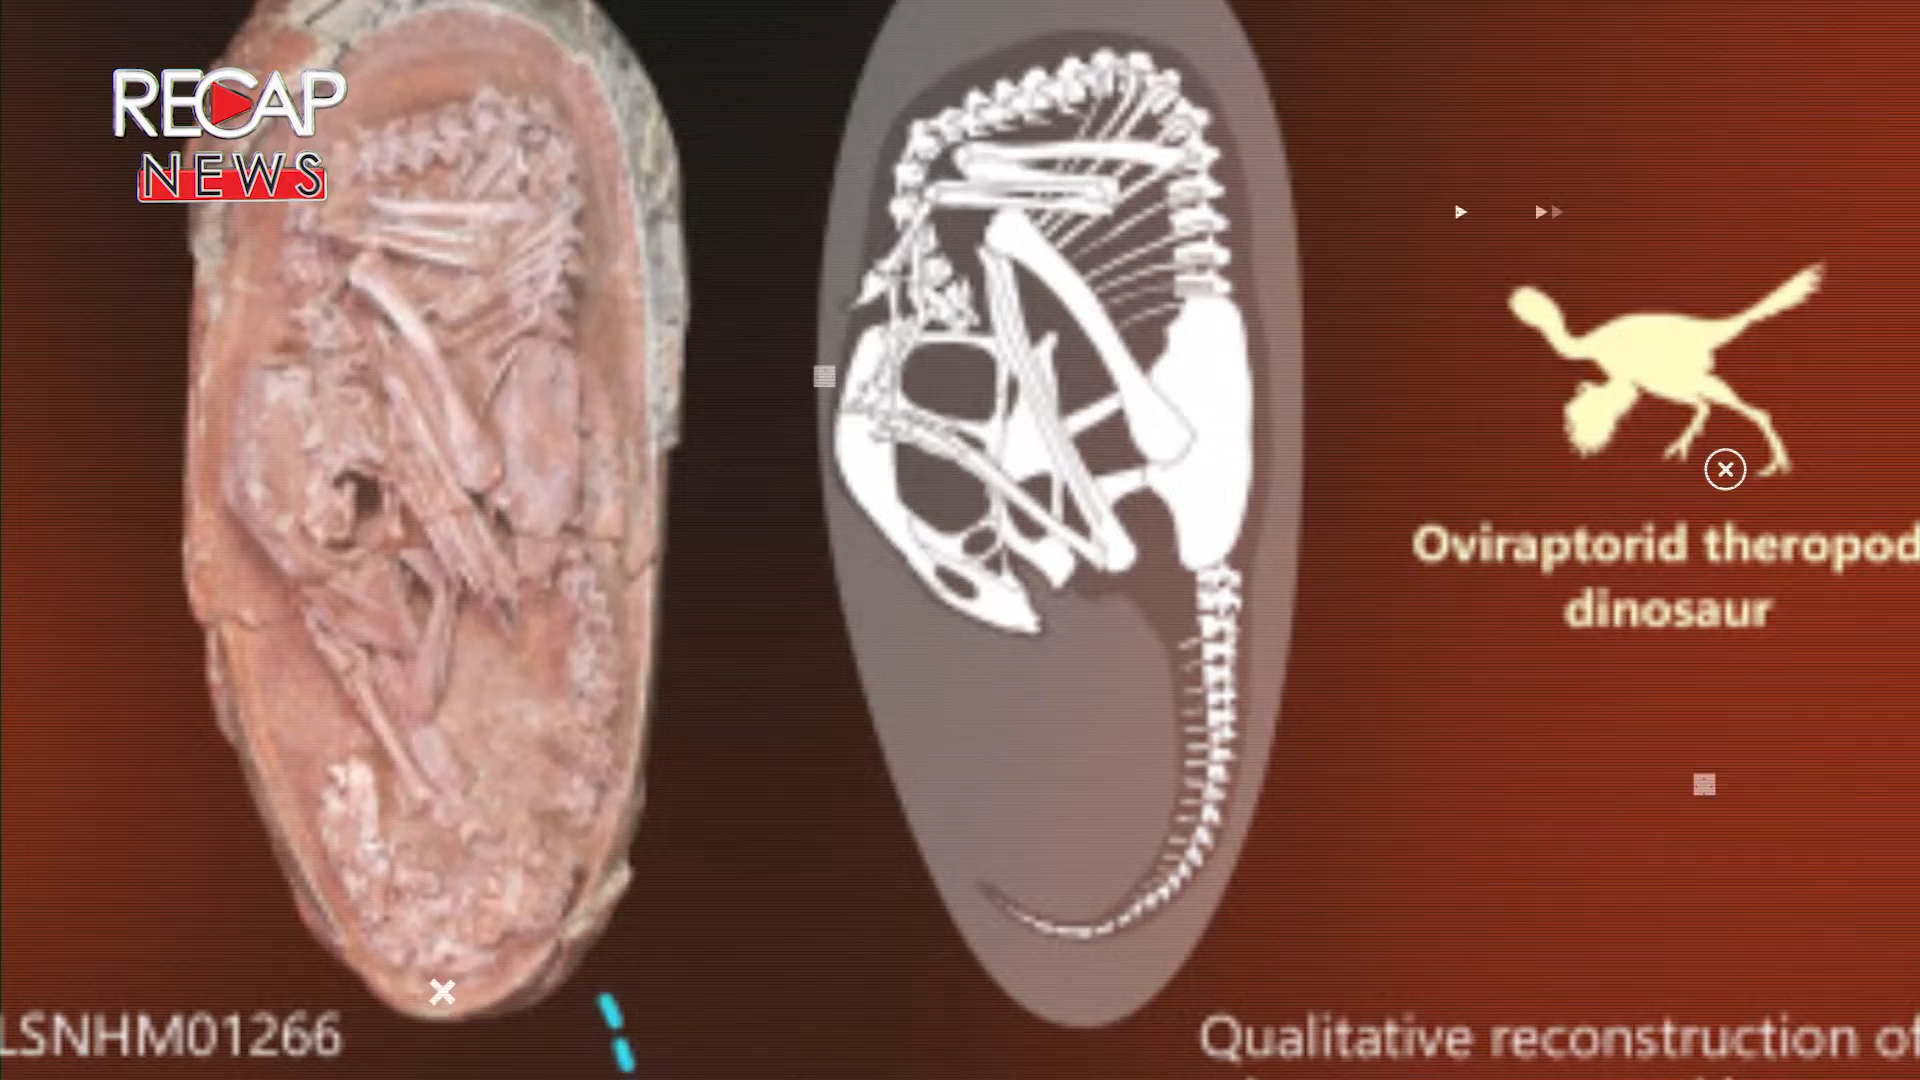 RECAP
NEWS
Oviraptorid theropod
dinosaur
LSNHM01266
Qualitative reconstruction of